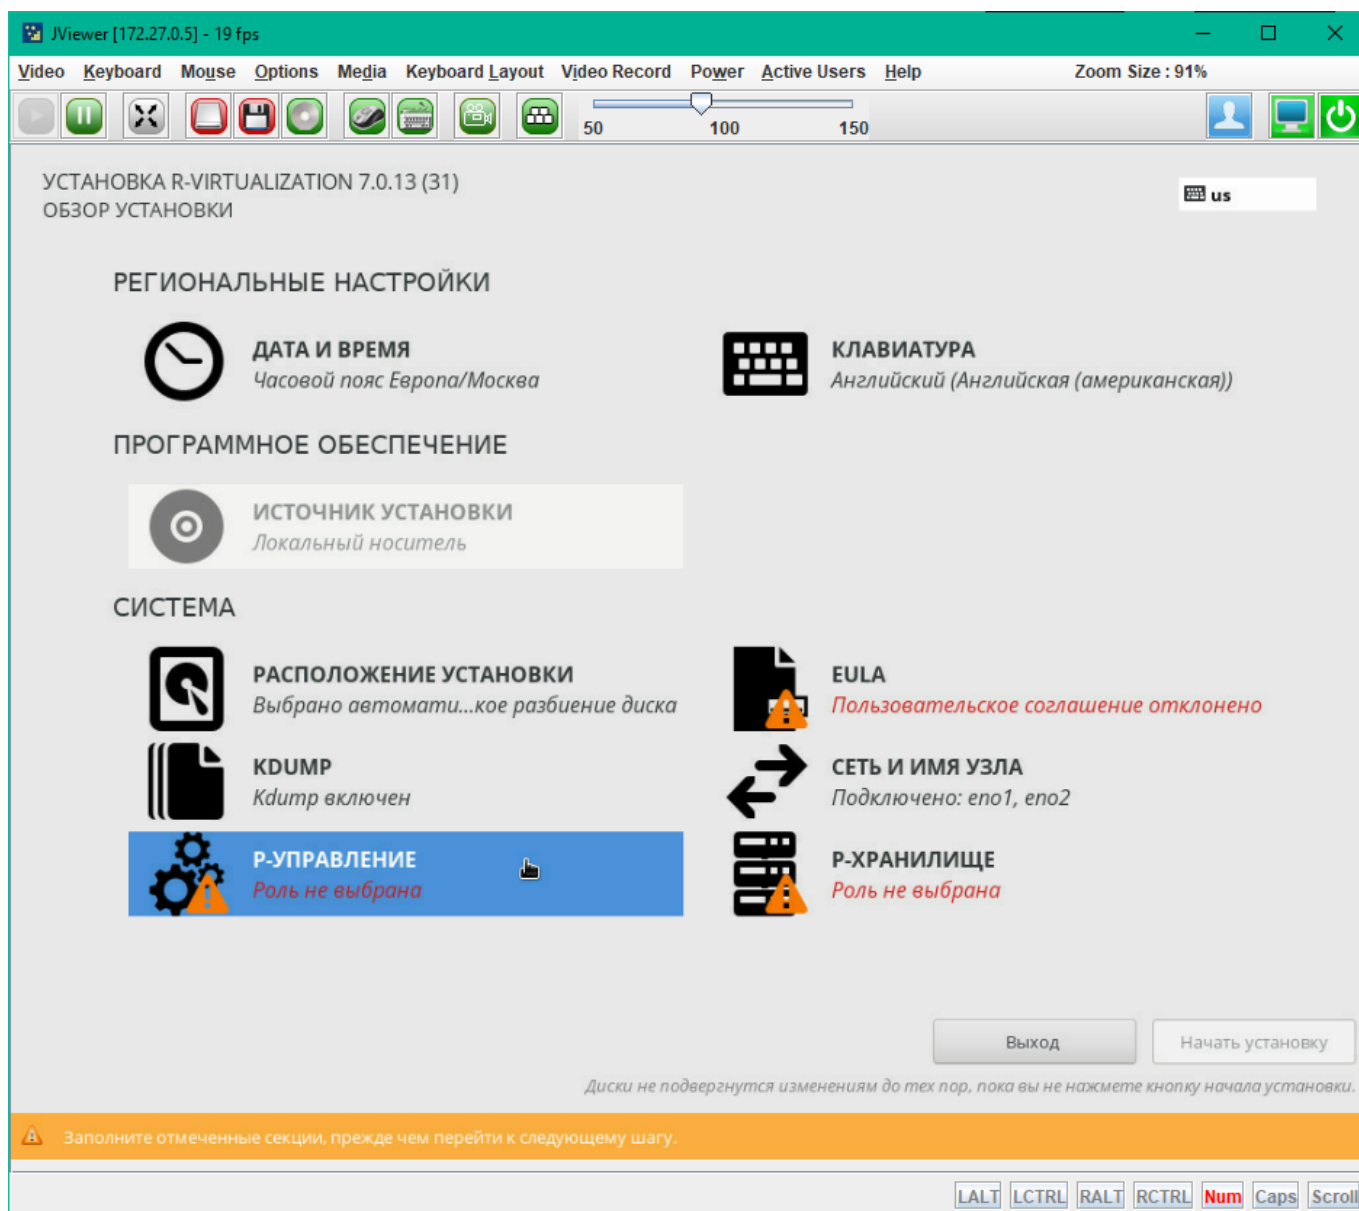 JViewer [172.27.0.5] - 19 fps
Video Keyboard Mouse Options Media Keyboard Layout Video Record Power Active Users Help Zoom Size : 91%
50 100 150
УСТАНОВКА R-VIRTUALIZATION 7.0.13 (31)
ОБЗОР УСТАНОВКИ
us
РЕГИОНАЛЬНЫЕ НАСТРОЙКИ
ДАТА И ВРЕМЯ
Часовой пояс Европа/Москва
КЛАВИАТУРА
Английский (Английская (американская))
ПРОГРАММНОЕ ОБЕСПЕЧЕНИЕ
ИСТОЧНИК УСТАНОВКИ
Локальный носитель
СИСТЕМА
РАСПОЛОЖЕНИЕ УСТАНОВКИ
Выбрано автомати...кое разбиение диска
EULA
Пользовательское соглашение отклонено
KDUMP
Kdump включен
СЕТЬ И ИМЯ УЗЛА
Подключено: eno1, eno2
Р-УПРАВЛЕНИЕ
Роль не выбрана
Р-ХРАНИЛИЩЕ
Роль не выбрана
Выход
Начать установку
Диски не подвергнутся изменениям до тех пор, пока вы не нажмете кнопку начала установки.
Заполните отмеченные секции, прежде чем перейти к следующему шагу.
LALT LCTRL RALT RCTRL Num Caps Scroll